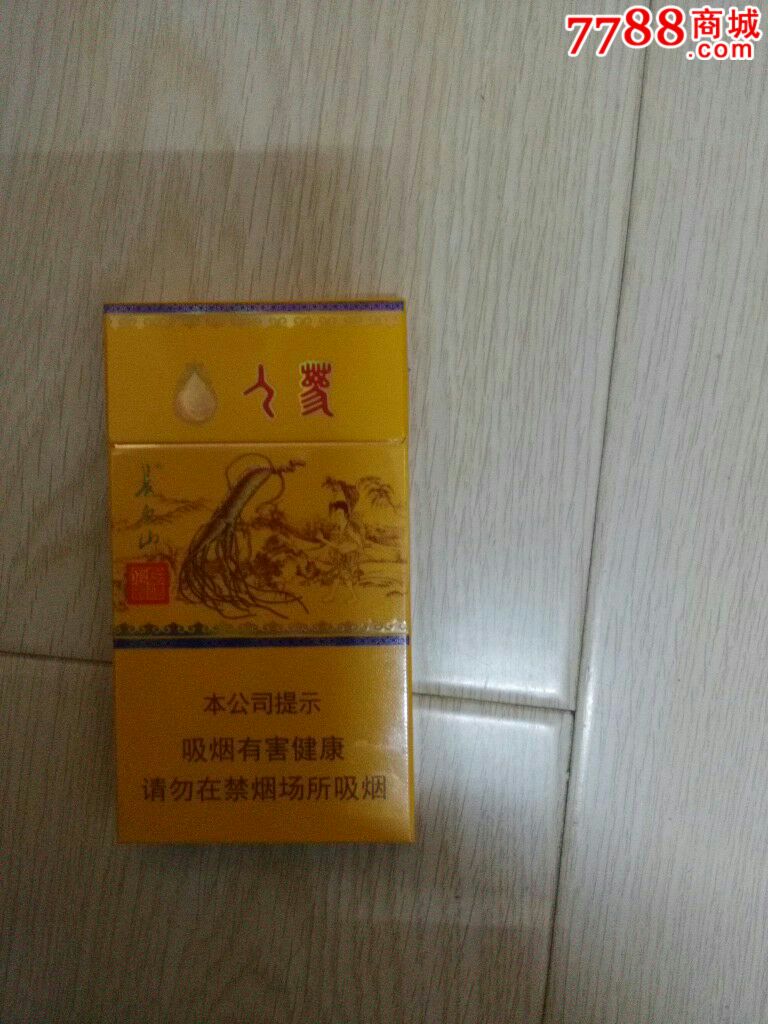 7788商城
.com
人参
长白山
本公司提示
吸烟有害健康
请勿在禁烟场所吸烟